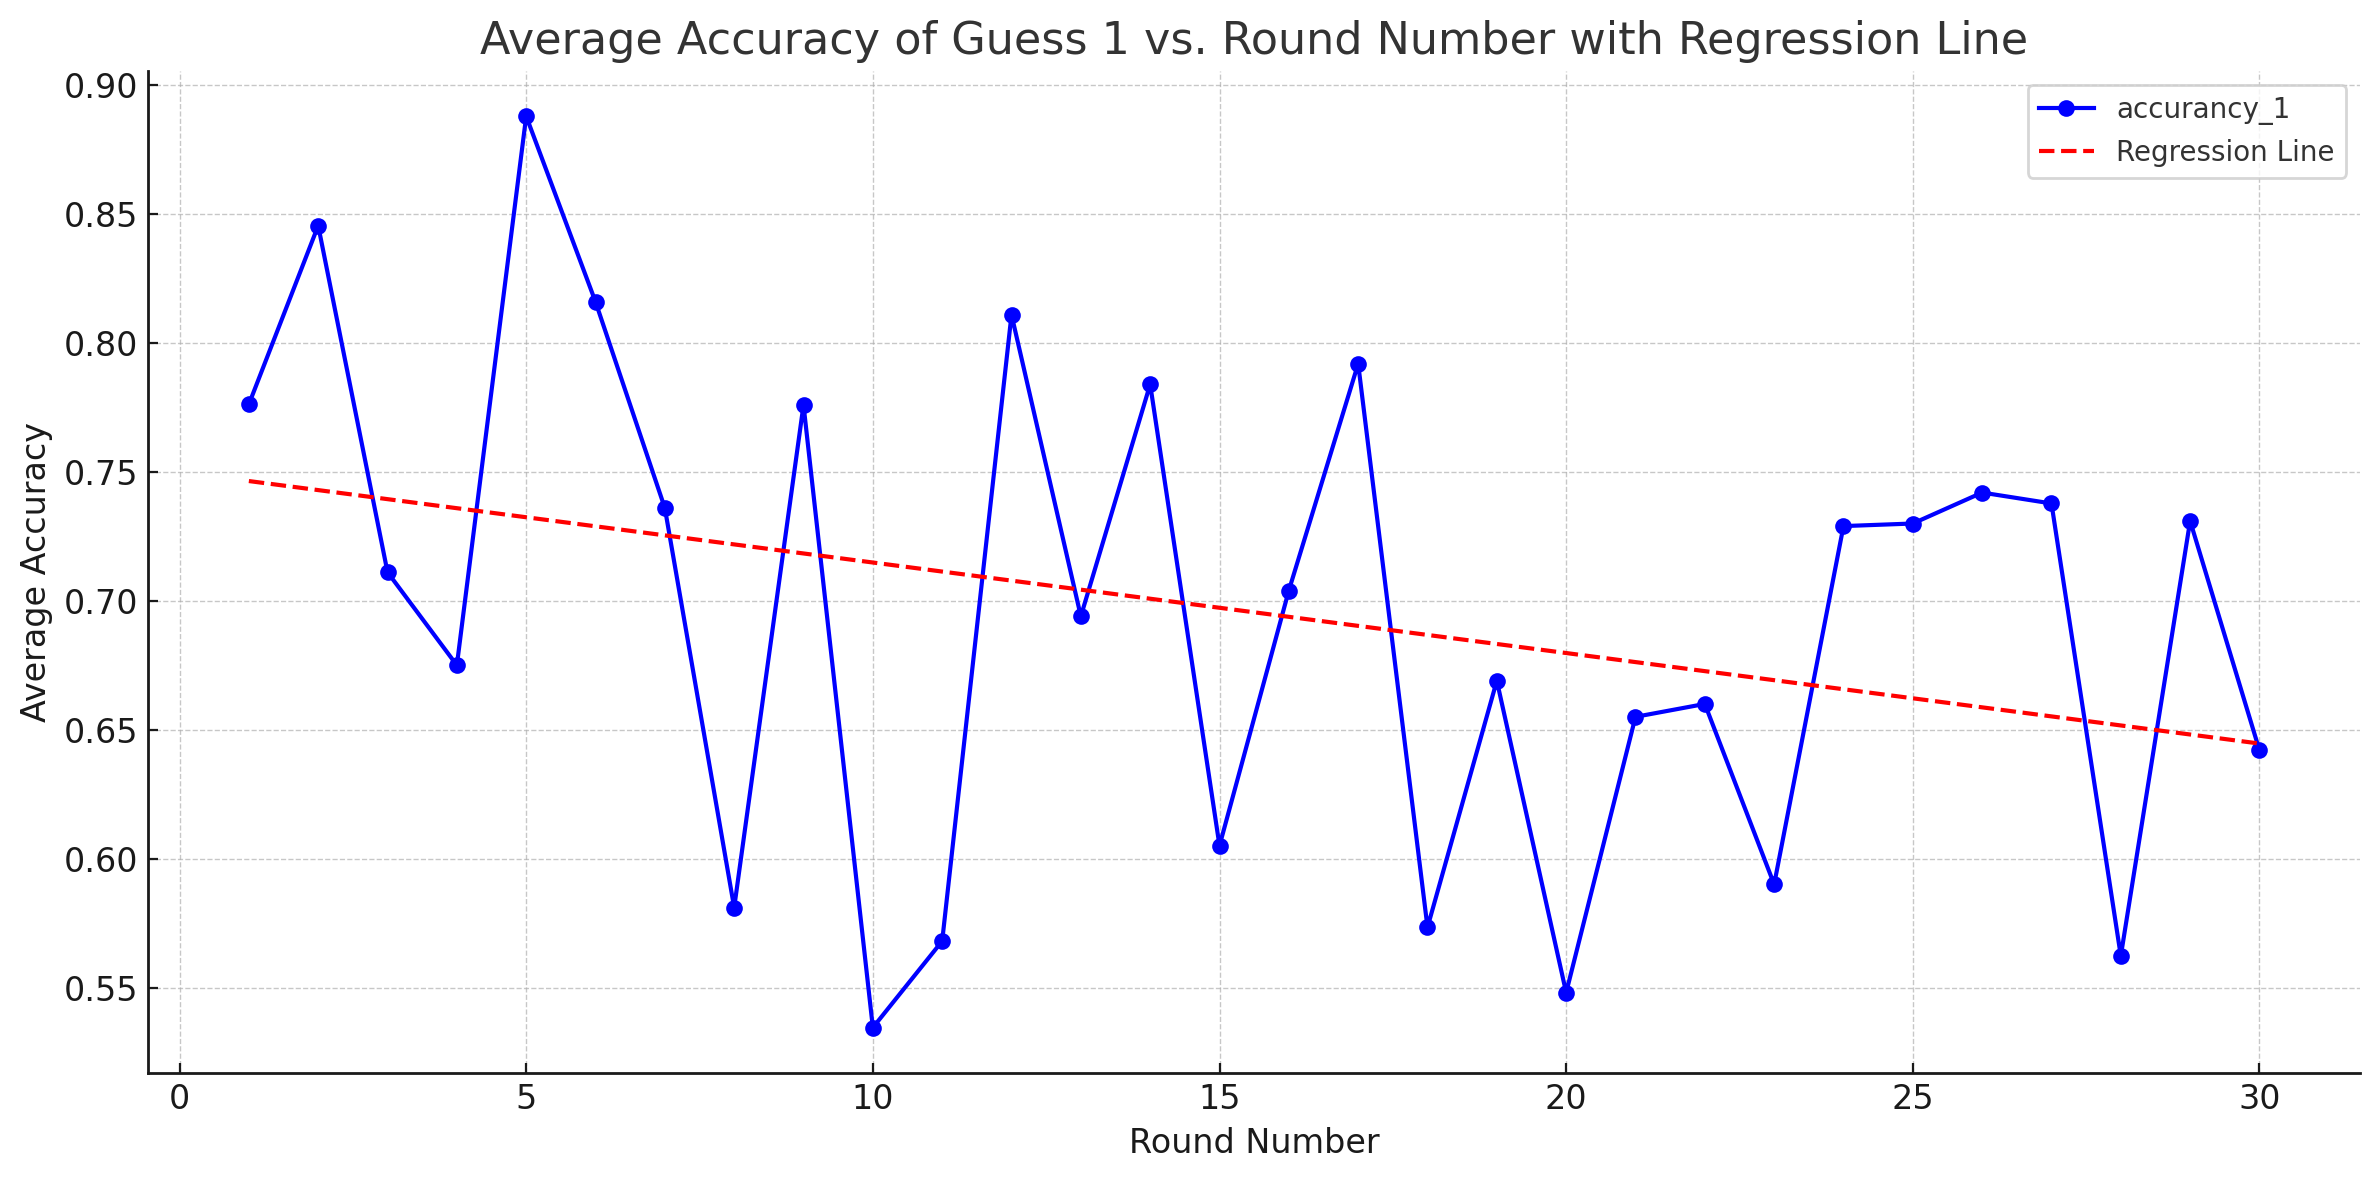 Average Accuracy of Guess 1 vs. Round Number with Regression Line
accurancy_1
Regression Line
Average Accuracy
0.90
0.85
0.80
0.75
0.70
0.65
0.60
0.55
0 5 10 15 20 25 30
Round Number